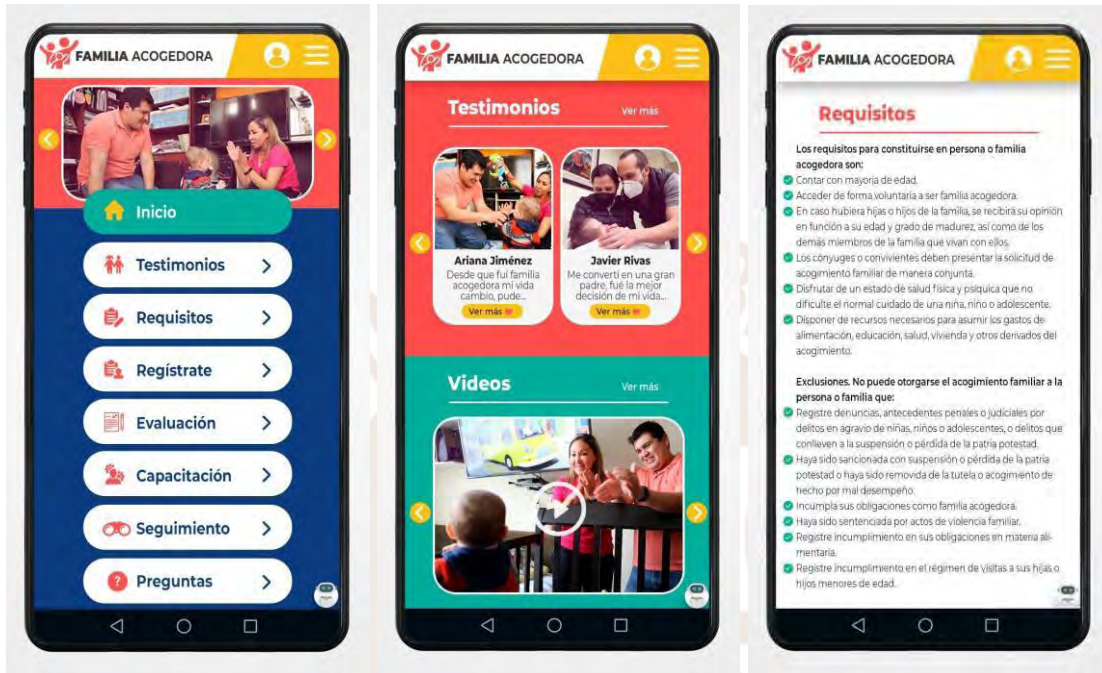 FAMILIA ACOGEDORA
Inicio
Testimonios
Requisitos
Regístrate
Evaluación
Capacitación
Seguimiento
Preguntas
FAMILIA ACOGEDORA
Testimonios
Ver más
Ariana Jiménez
Desde que fuí familia
acogedora mi vida
cambio, pude...
Ver más
Javier Rivas
Me convertí en una gran
padre, fué la mejor
decisión de mi vida...
Ver más
Videos
Ver más
FAMILIA ACOGEDORA
Requisitos
Los requisitos para constituirse en persona o familia
acogedora son:
Contar con mayoría de edad.
Acceder de forma voluntaria a ser familia acogedora.
En caso hubiera hijas o hijos de la familia, se recibirá su opinión
en función a su edad y grado de madurez, así como de los
demás miembros de la familia que vivan con ellos.
Los cónyuges o convivientes deben presentar la solicitud de
acogimiento familiar de manera conjunta.
Disfrutar de un estado de salud física y psíquica que no
dificulte el normal cuidado de una niña, niño o adolescente.
Disponer de recursos necesarios para asumir los gastos de
alimentación, educación, salud, vivienda y otros derivados del
acogimiento.
Exclusiones. No puede otorgarse el acogimiento familiar a la
persona o familia que:
Registre denuncias, antecedentes penales o judiciales por
delitos en agravio de niñas, niños o adolescentes, o delitos que
conlleven a la suspensión o pérdida de la patria potestad.
Haya sido sancionada con suspensión o pérdida de la patria
potestad o haya sido removida de la tutela o acogimiento de
hecho por mal desempeño.
Incumpla sus obligaciones como familia acogedora.
Haya sido sentenciada por actos de violencia familiar.
Registre incumplimiento en sus obligaciones en materia ali-
mentaria.
Registre incumplimiento en el régimen de visitas a sus hijas o
hijos menores de edad.